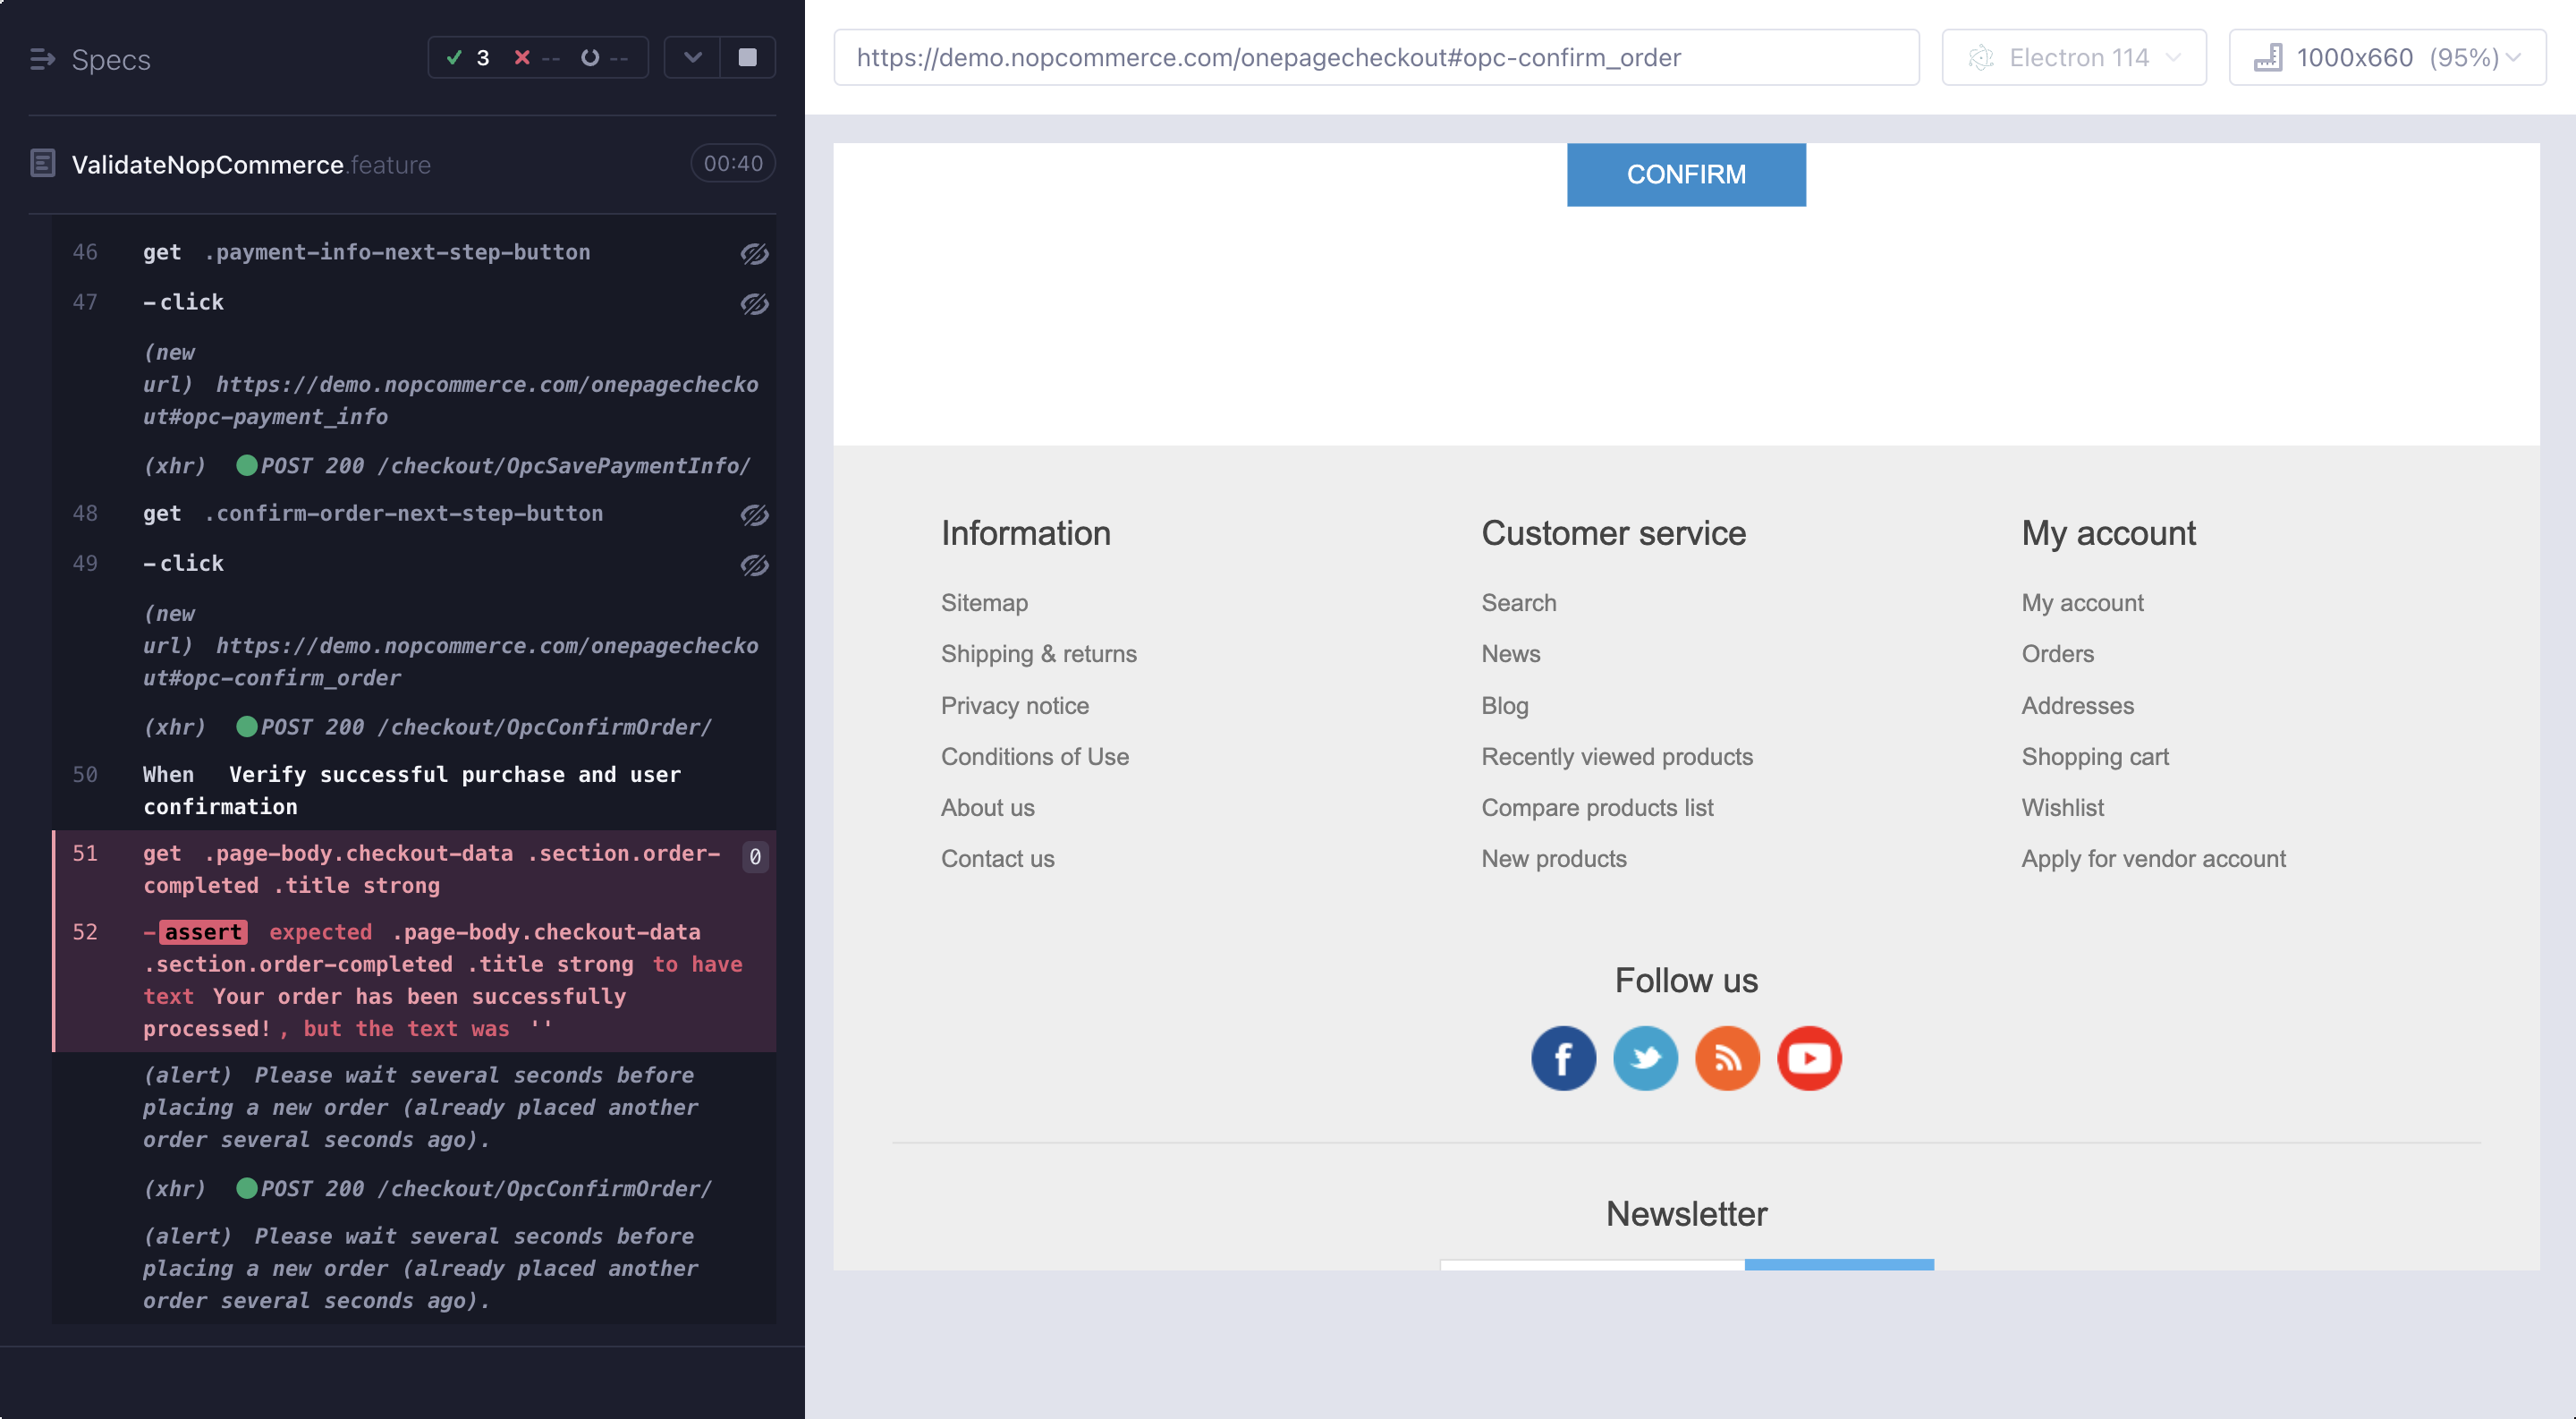 Specs
3 -- --
ValidateNopCommerce.feature
00:40
46 get .payment-info-next-step-button
47 -click
(new
url) https://demo.nopcommerce.com/onepagechecko
ut#opc-payment_info
(xhr) POST 200 /checkout/OpcSavePaymentInfo/
48 get .confirm-order-next-step-button
49 -click
(new
url) https://demo.nopcommerce.com/onepagechecko
ut#opc-confirm_order
(xhr) POST 200 /checkout/OpcConfirmOrder/
50 When Verify successful purchase and user
confirmation
51 get .page-body.checkout-data .section.order-
completed .title strong
0
52 -assert expected .page-body.checkout-data
.section.order-completed .title strong to have
text Your order has been successfully
processed!, but the text was ''
(alert) Please wait several seconds before
placing a new order (already placed another
order several seconds ago).
(xhr) POST 200 /checkout/OpcConfirmOrder/
(alert) Please wait several seconds before
placing a new order (already placed another
order several seconds ago).
https://demo.nopcommerce.com/onepagecheckout#opc-confirm_order
Electron 114
1000x660 (95%)
CONFIRM
Information
Sitemap
Shipping & returns
Privacy notice
Conditions of Use
About us
Contact us
Customer service
Search
News
Blog
Recently viewed products
Compare products list
New products
My account
My account
Orders
Addresses
Shopping cart
Wishlist
Apply for vendor account
Follow us
Newsletter